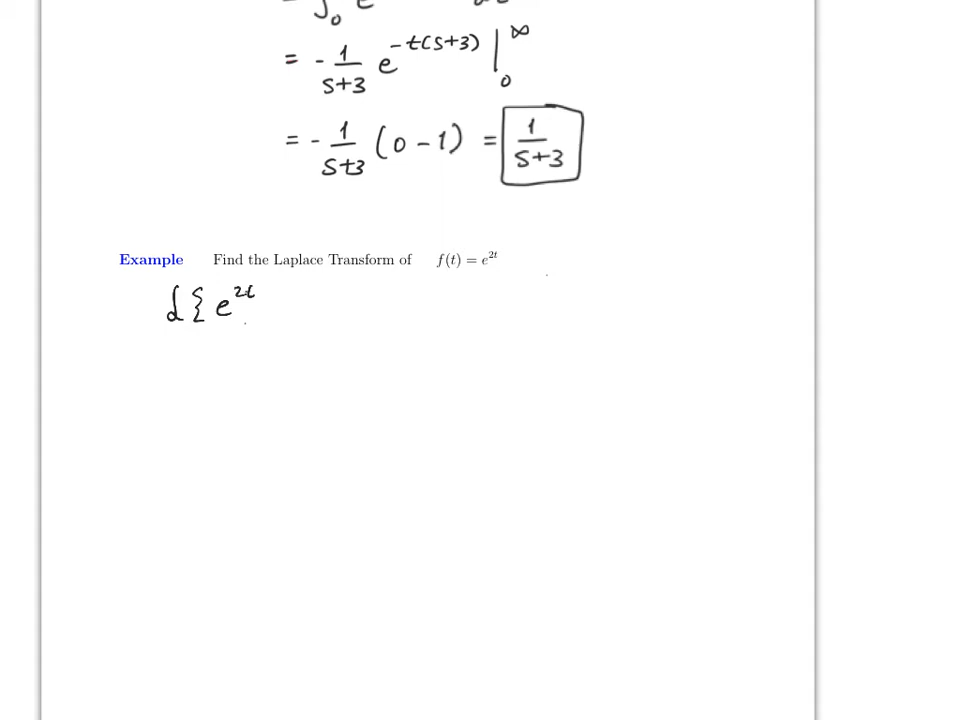 = - 1/(s+3) e^{-t(s+3)} |_0^∞
= - 1/(s+3) (0 - 1) = 1/(s+3)
Example Find the Laplace Transform of f(t) = e^{2t}
ℒ{ e^{2t}